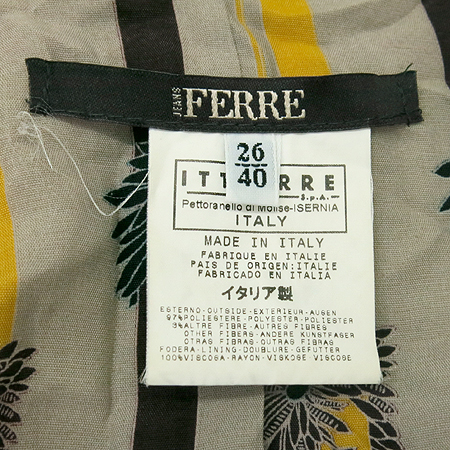 JEANS FERRE
26
40
ITTIERRE
S.p.A.
Pettoranello di Molise-ISERNIA
ITALY
MADE IN ITALY
FABRIQUE EN ITALIE
PAIS DE ORIGEN:ITALIE
FABRICADO EN ITALIA
イタリア製
ESTERNO-OUTSIDE-EXTERIEUR-AUSEN
97%POLIESTERE-POLYESTER-POLIESTER
3%ALTRE FIBRE-AUTRES FIBRES
OTHER FIBERS-ANDERE KUNSTFASER
OTRAS FIBRAS-OUTRAS FIBRAS
FODERA-LINING-DOUBLURE-GEFUTTER
100%VISCOSA-RAYON-VISKOSE VISCOSE